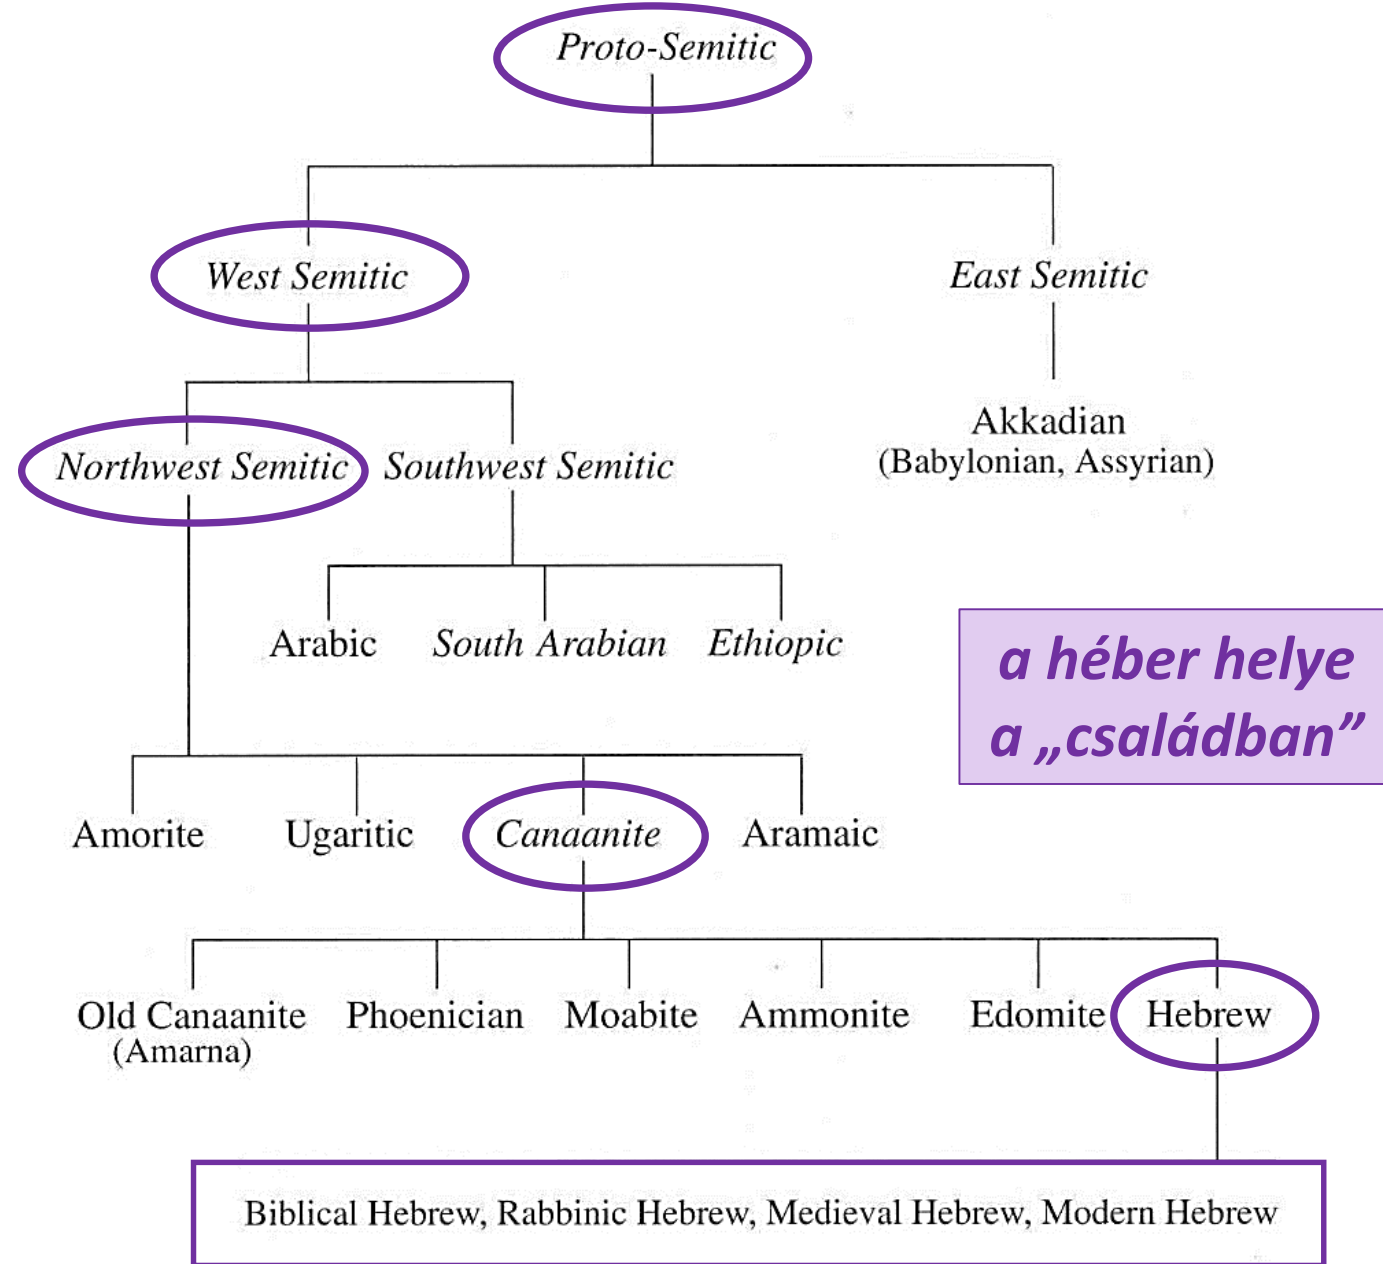 Proto-Semitic
West Semitic
East Semitic
Akkadian
(Babylonian, Assyrian)
Northwest Semitic
Southwest Semitic
Arabic
South Arabian
Ethiopic
a héber helye
a „családban”
Amorite
Ugaritic
Canaanite
Aramaic
Old Canaanite
(Amarna)
Phoenician
Moabite
Ammonite
Edomite
Hebrew
Biblical Hebrew, Rabbinic Hebrew, Medieval Hebrew, Modern Hebrew